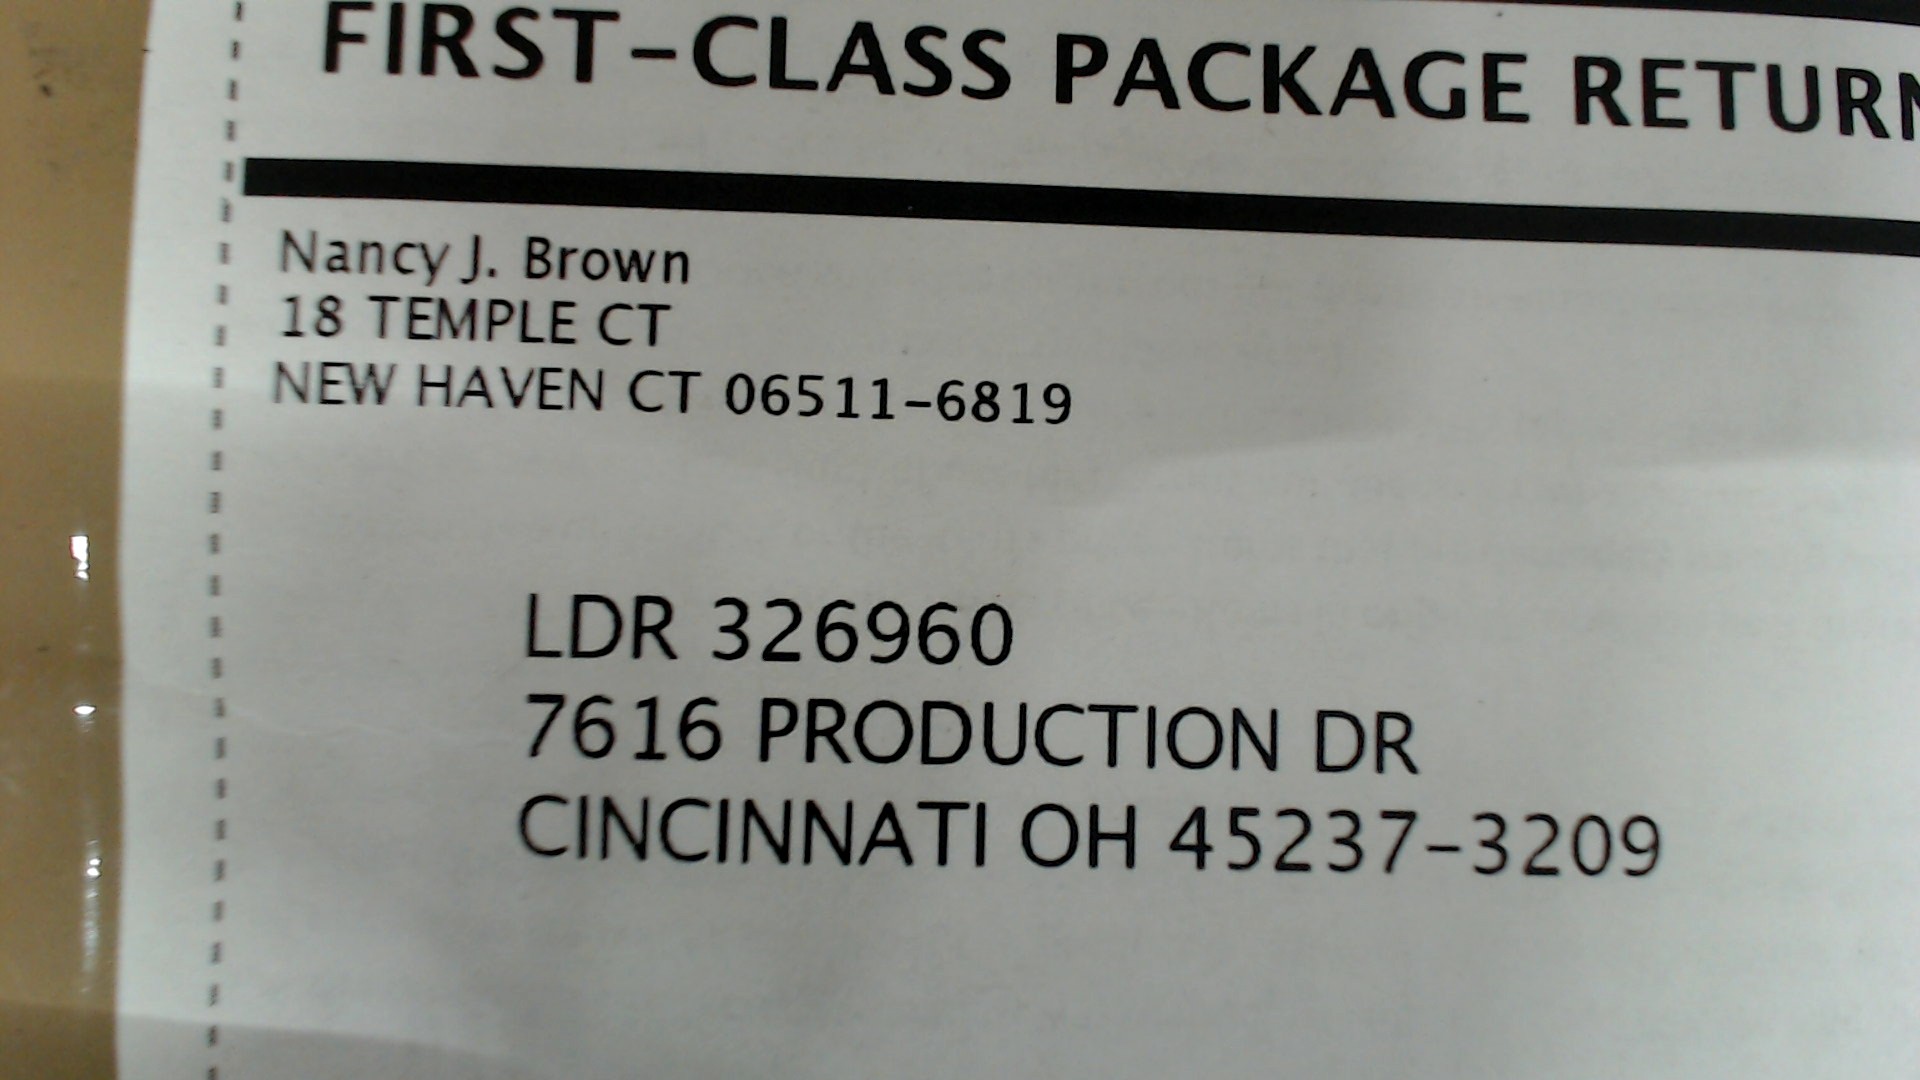 FIRST-CLASS PACKAGE RETURN
Nancy J. Brown
18 TEMPLE CT
NEW HAVEN CT 06511-6819
LDR 326960
7616 PRODUCTION DR
CINCINNATI OH 45237-3209